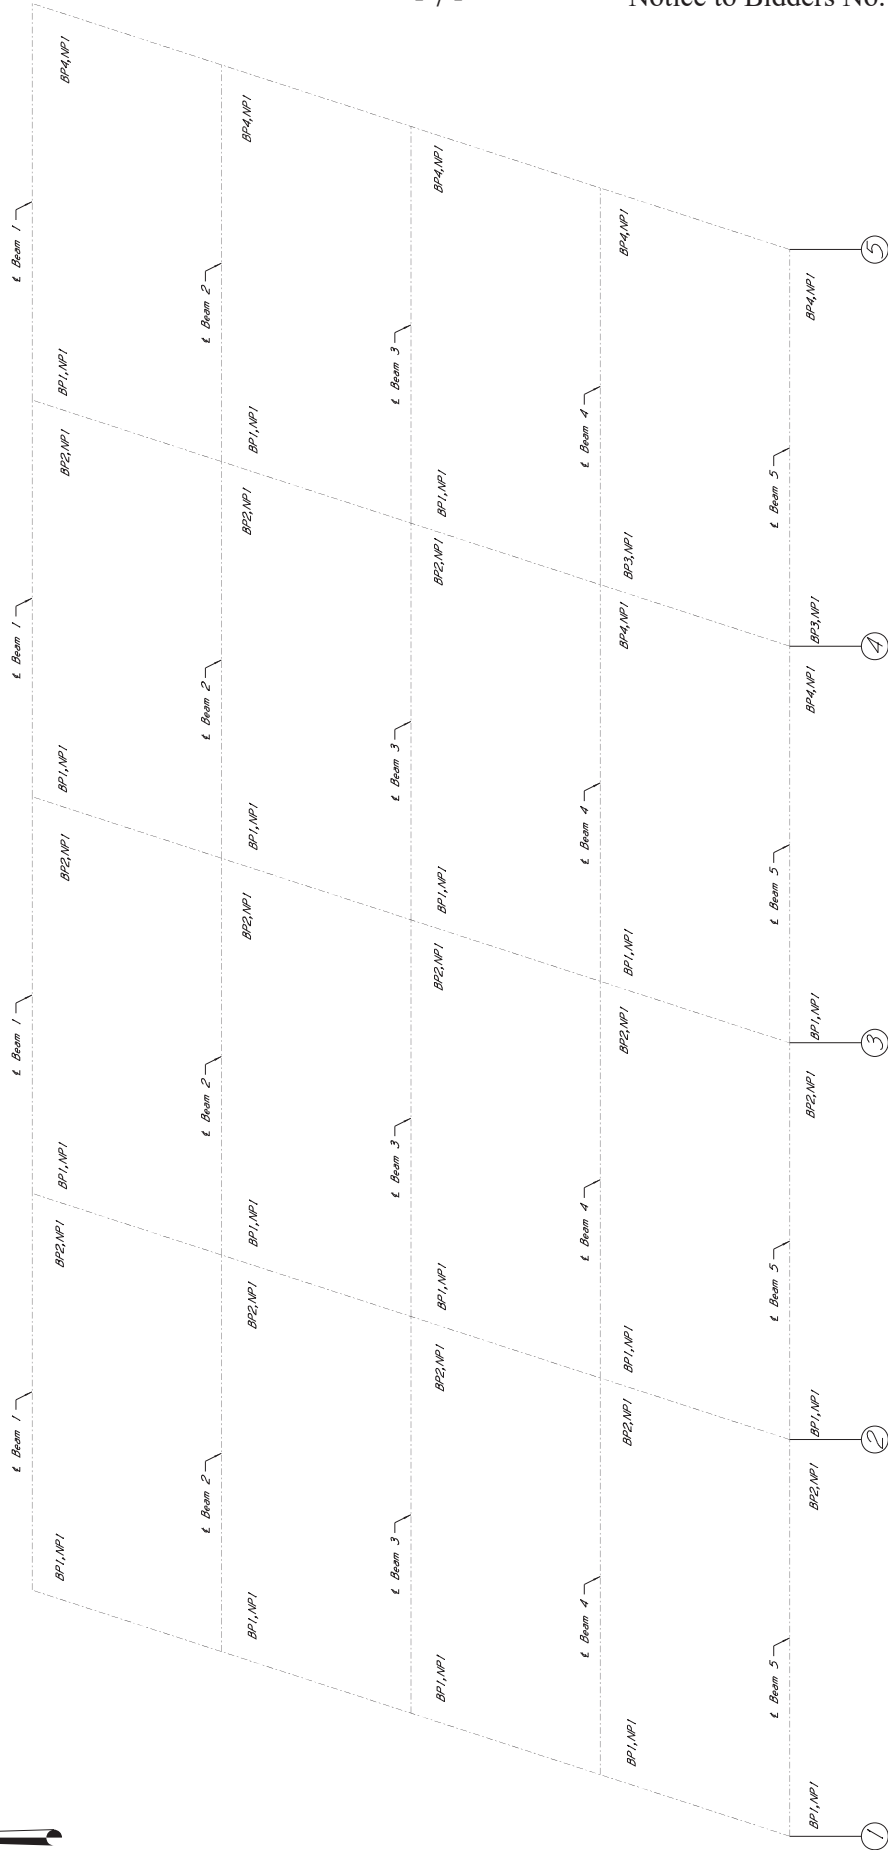 Notice to Bidders No.
℄ Beam 1
℄ Beam 1
℄ Beam 1
℄ Beam 1
BP1,NP1
BP2,NP1
BP1,NP1
BP2,NP1
BP1,NP1
BP2,NP1
BP1,NP1
BP4,NP1
℄ Beam 2
℄ Beam 2
℄ Beam 2
℄ Beam 2
BP1,NP1
BP2,NP1
BP1,NP1
BP2,NP1
BP1,NP1
BP2,NP1
BP1,NP1
BP4,NP1
℄ Beam 3
℄ Beam 3
℄ Beam 3
℄ Beam 3
BP1,NP1
BP2,NP1
BP1,NP1
BP2,NP1
BP1,NP1
BP2,NP1
BP1,NP1
BP4,NP1
℄ Beam 4
℄ Beam 4
℄ Beam 4
℄ Beam 4
BP1,NP1
BP2,NP1
BP1,NP1
BP2,NP1
BP1,NP1
BP4,NP1
BP3,NP1
BP4,NP1
℄ Beam 5
℄ Beam 5
℄ Beam 5
℄ Beam 5
BP1,NP1
BP2,NP1
BP1,NP1
BP2,NP1
BP1,NP1
BP4,NP1
BP3,NP1
BP4,NP1
1
2
3
4
5